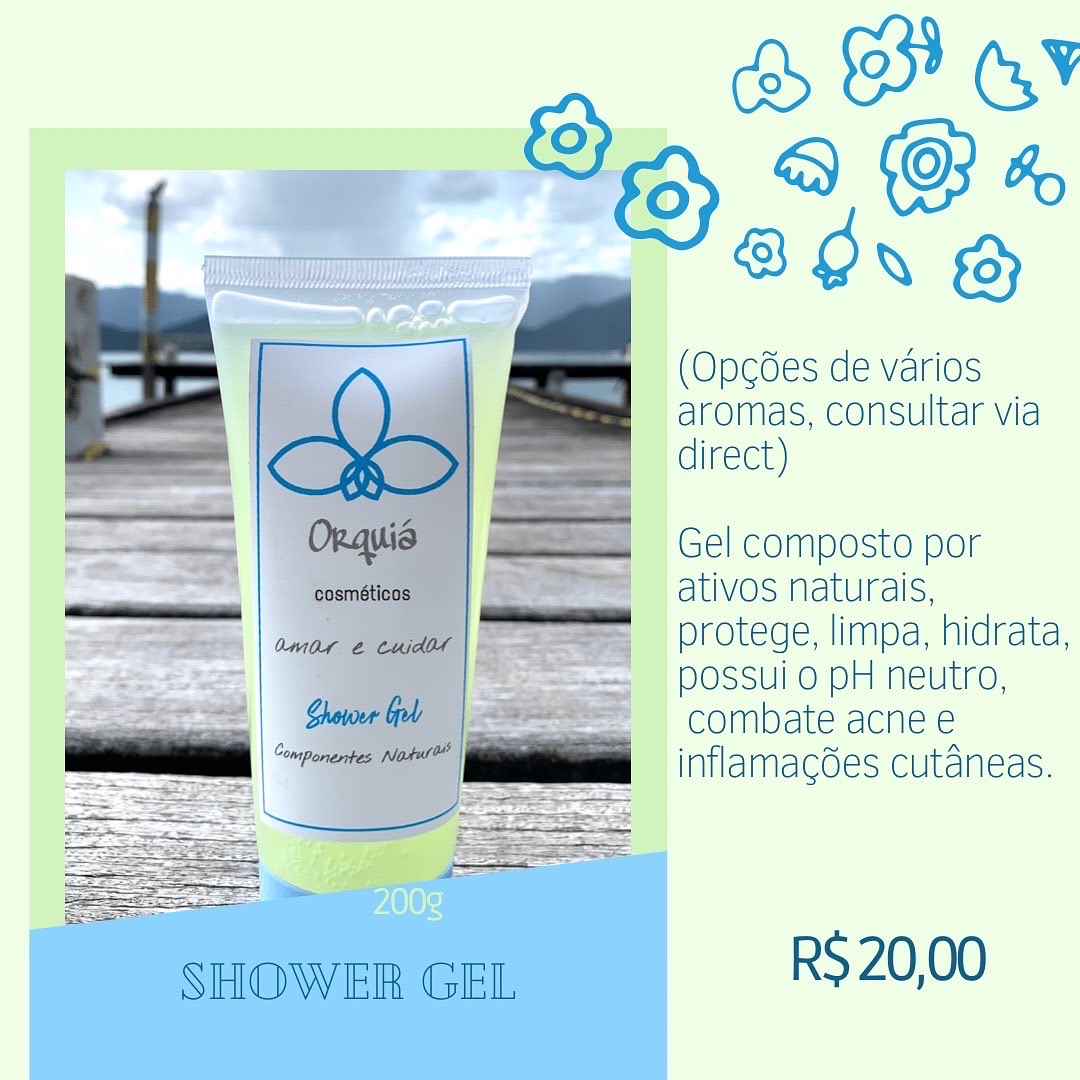 Orquiá
cosméticos
amar e cuidar
Shower Gel
Componentes Naturais
200g
SHOWER GEL
(Opções de vários
aromas, consultar via
direct)
Gel composto por
ativos naturais,
protege, limpa, hidrata,
possui o pH neutro,
combate acne e
inflamações cutâneas.
R$ 20,00